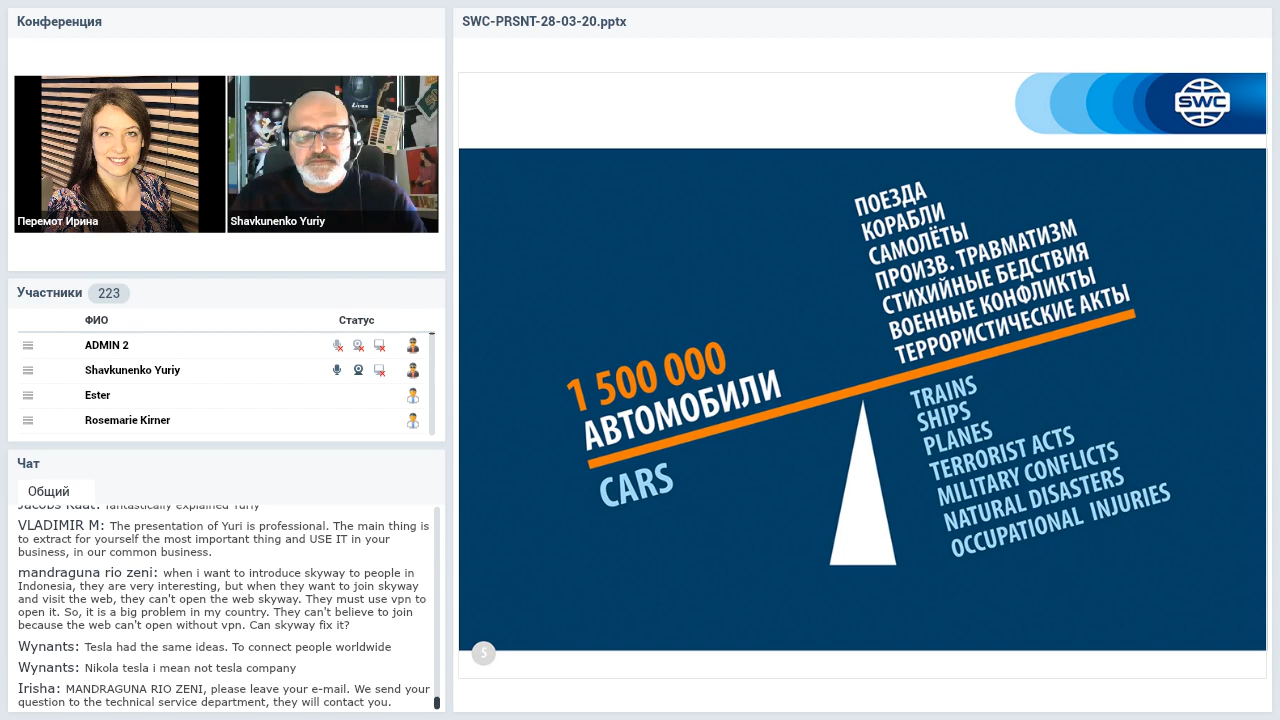 Конференция
Перемот Ирина
Shavkunenko Yuriy
Участники 223
ФИО Статус
ADMIN 2
Shavkunenko Yuriy
Ester
Rosemarie Kirner
Чат
Общий
Jacobs Kaat: fantastically explained Yuriy
VLADIMIR M: The presentation of Yuri is professional. The main thing is
to extract for yourself the most important thing and USE IT in your
business, in our common business.
mandraguna rio zeni: when i want to introduce skyway to people in
Indonesia, they are very interesting, but when they want to join skyway
and visit the web, they can't open the web skyway. They must use vpn to
open it. So, it is a big problem in my country. They can't believe to join
because the web can't open without vpn. Can skyway fix it?
Wynants: Tesla had the same ideas. To connect people worldwide
Wynants: Nikola tesla i mean not tesla company
Irisha: MANDRAGUNA RIO ZENI, please leave your e-mail. We send your
question to the technical service department, they will contact you.
SWC-PRSNT-28-03-20.pptx
SWC
1 500 000
АВТОМОБИЛИ
CARS
ПОЕЗДА
КОРАБЛИ
САМОЛЁТЫ
ПРОИЗВ. ТРАВМАТИЗМ
СТИХИЙНЫЕ БЕДСТВИЯ
ВОЕННЫЕ КОНФЛИКТЫ
ТЕРРОРИСТИЧЕСКИЕ АКТЫ
TRAINS
SHIPS
PLANES
TERRORIST ACTS
MILITARY CONFLICTS
NATURAL DISASTERS
OCCUPATIONAL INJURIES
5